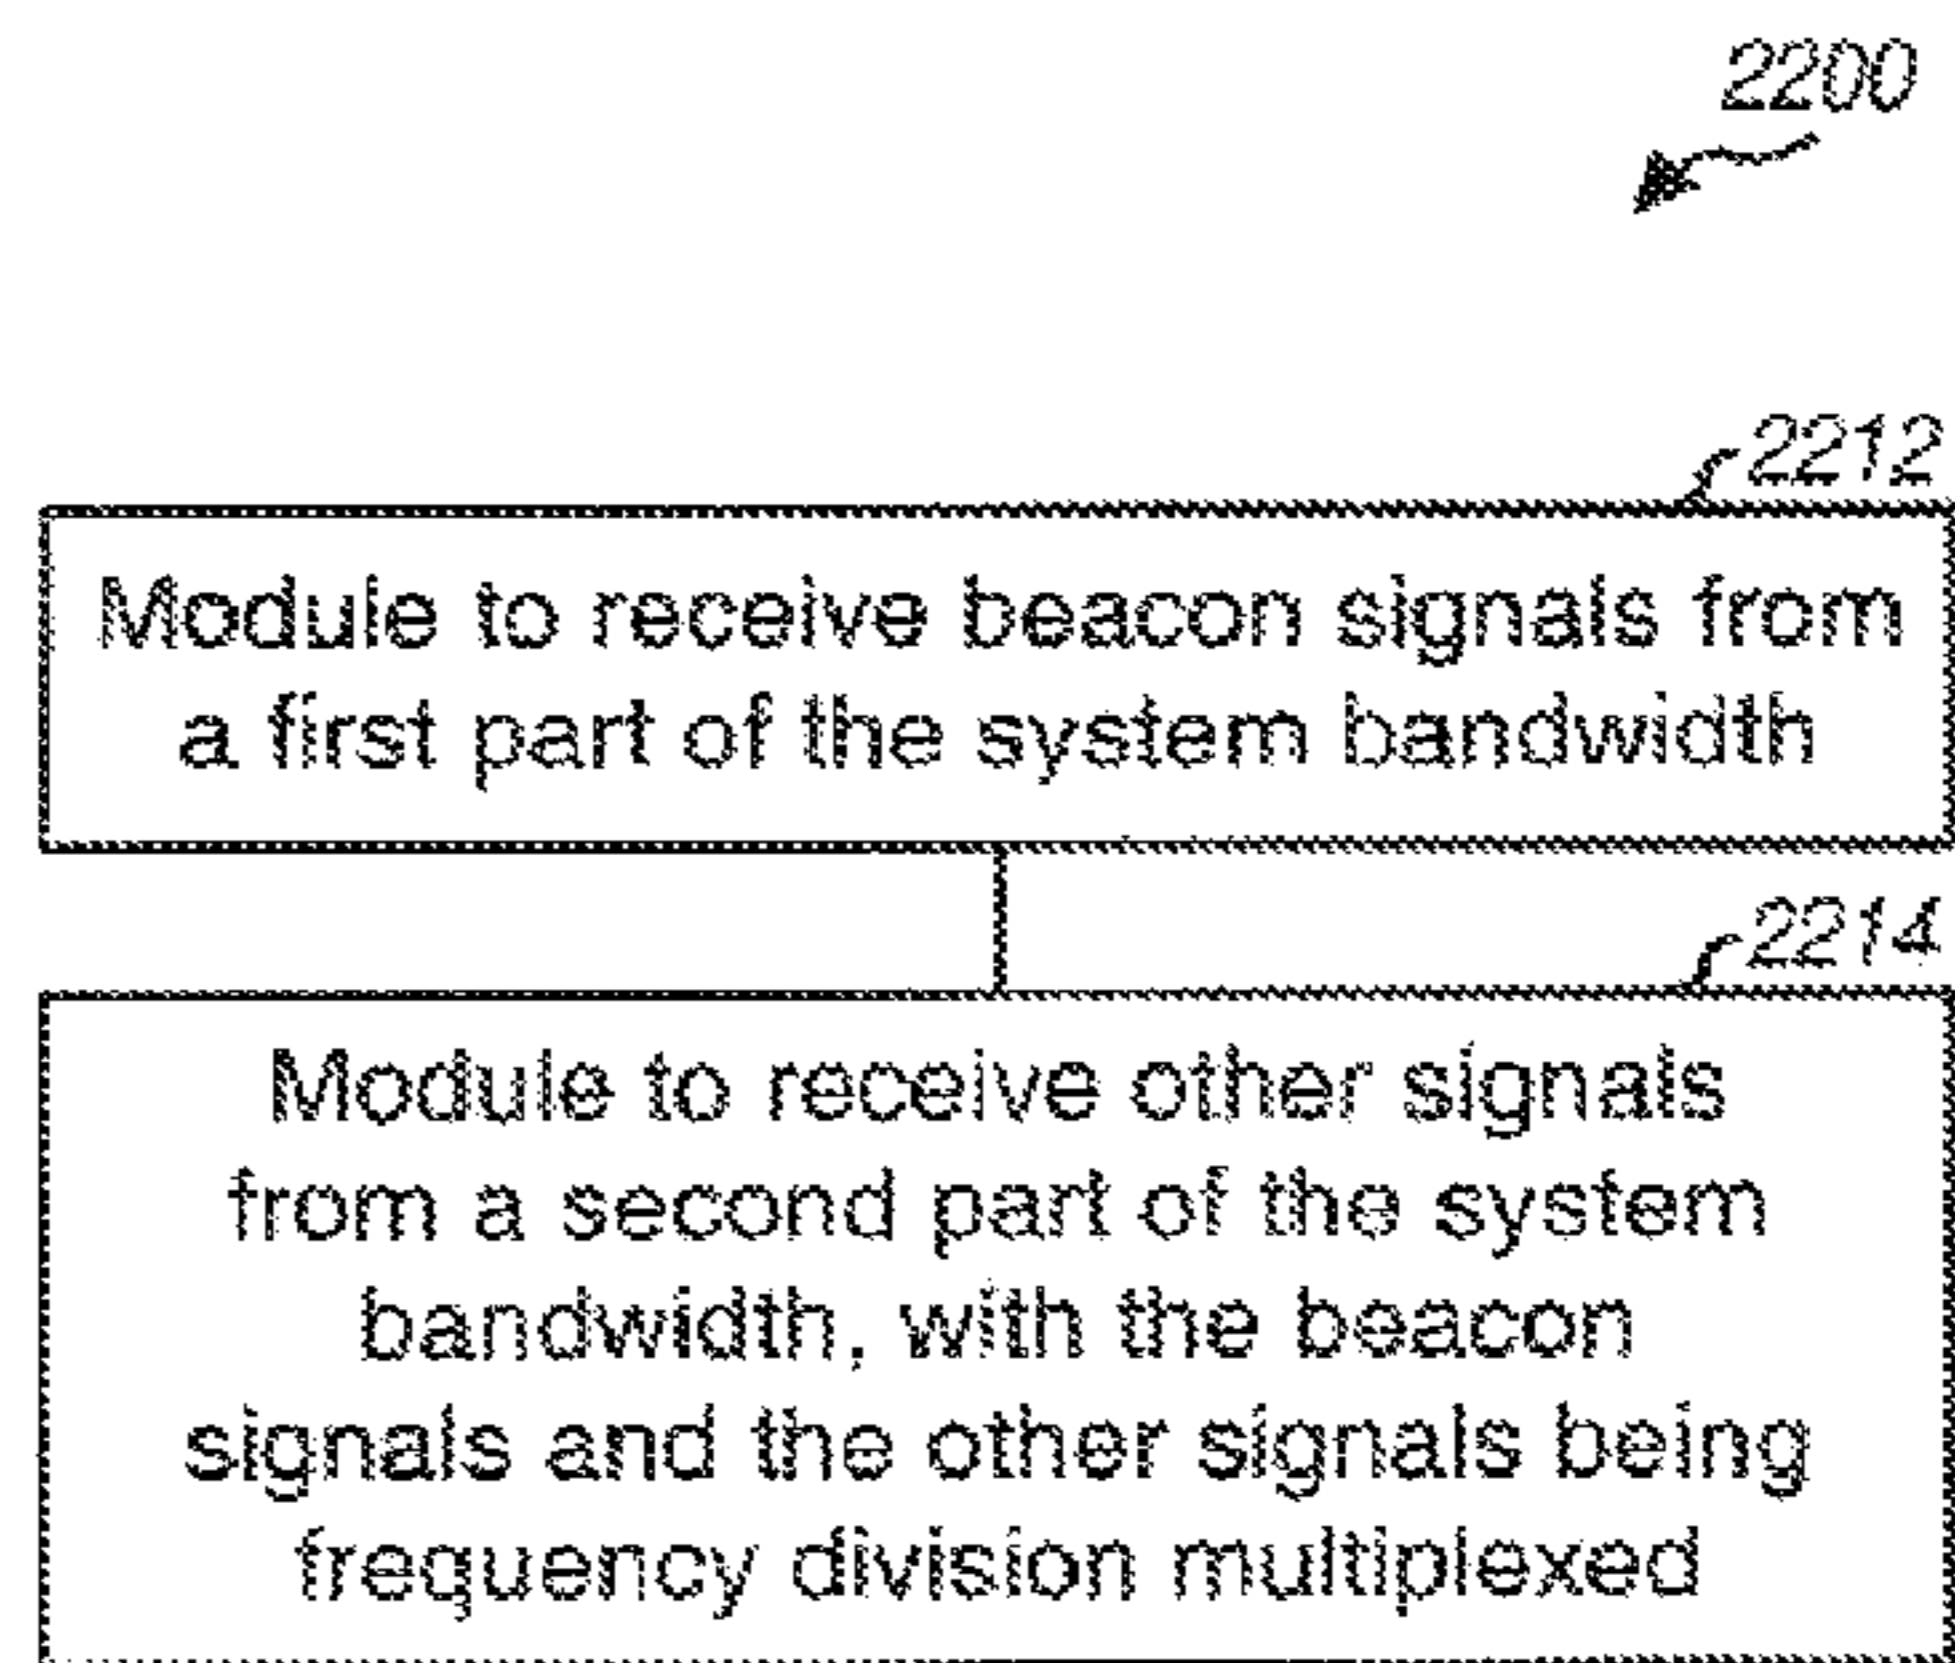 2200
2212
Module to receive beacon signals from
a first part of the system bandwidth
2214
Module to receive other signals
from a second part of the system
bandwidth, with the beacon
signals and the other signals being
frequency division multiplexed